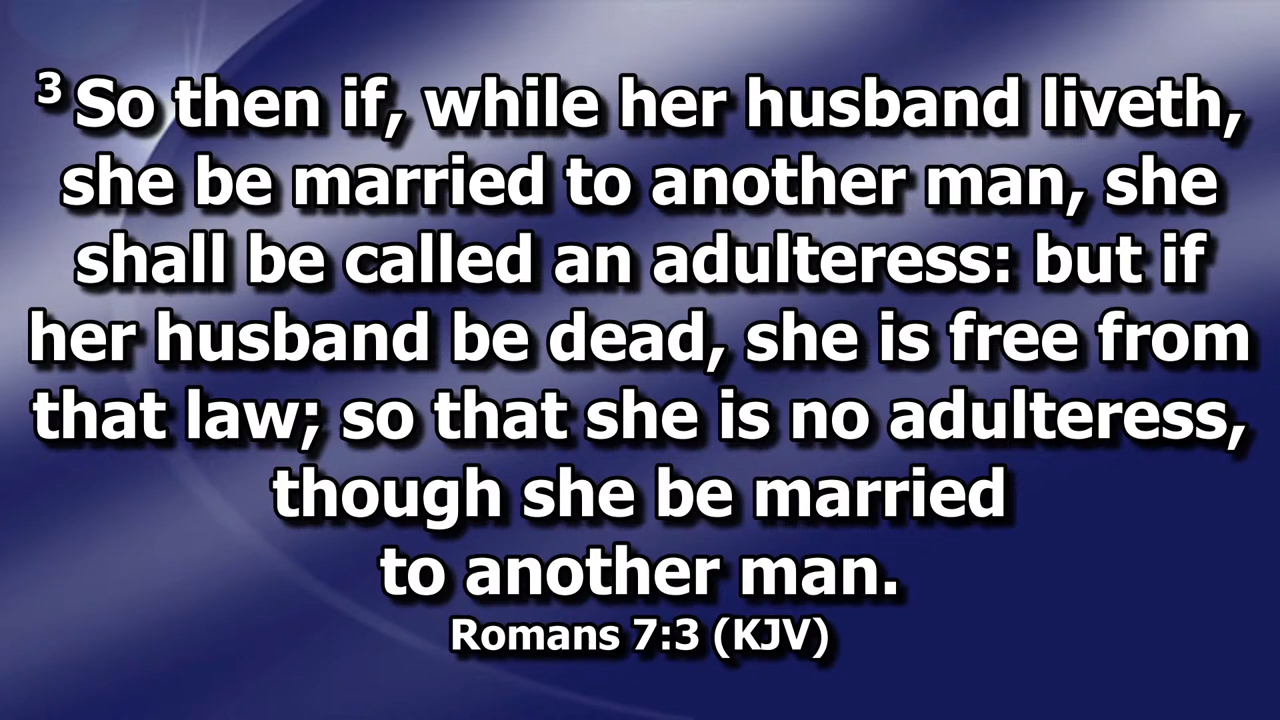 3 So then if, while her husband liveth,
she be married to another man, she
shall be called an adulteress: but if
her husband be dead, she is free from
that law; so that she is no adulteress,
though she be married
to another man.
Romans 7:3 (KJV)